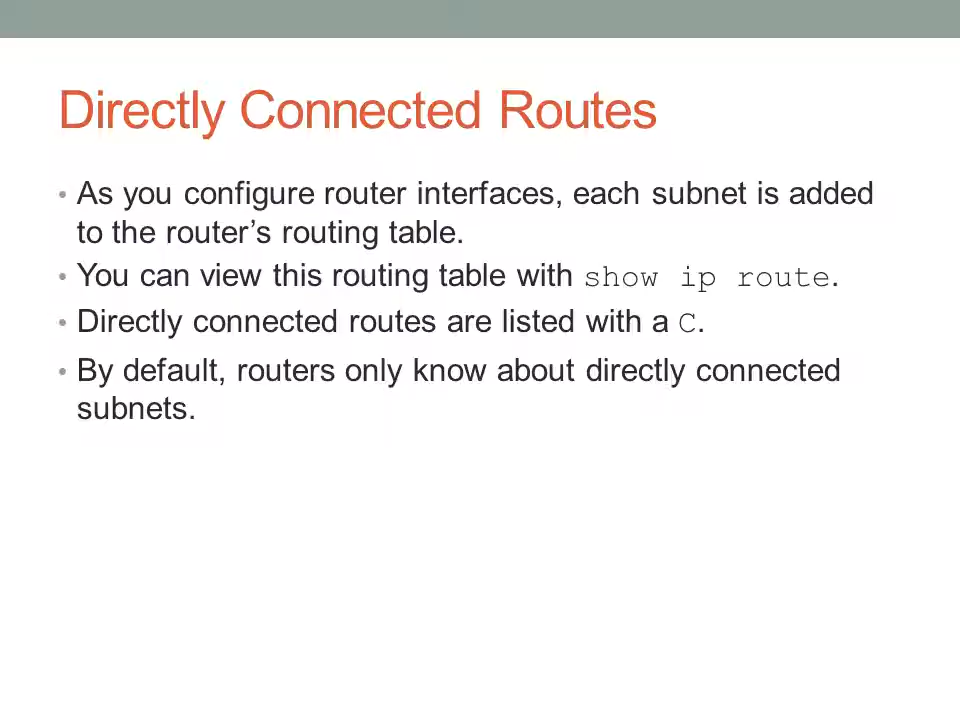 Directly Connected Routes
• As you configure router interfaces, each subnet is added
to the router’s routing table.
• You can view this routing table with show ip route.
• Directly connected routes are listed with a C.
• By default, routers only know about directly connected
subnets.